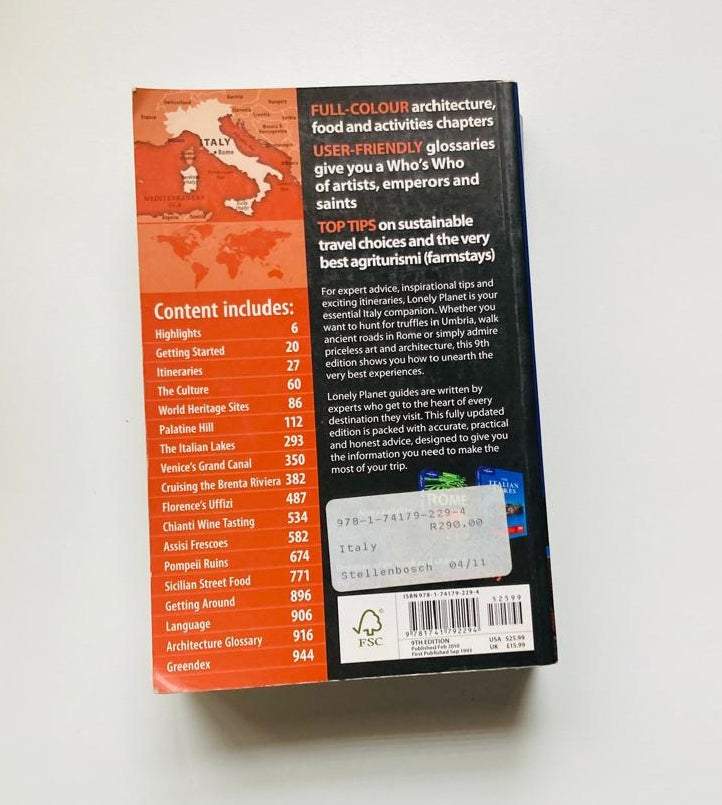 Switzerland
Austria
Hungary
France
Slovenia
Croatia
Serbia
ITALY
Rome
MEDITERRANEAN
SEA
Algeria
Tunisia
Content includes:
Highlights 6
Getting Started 20
Itineraries 27
The Culture 60
World Heritage Sites 86
Palatine Hill 112
The Italian Lakes 293
Venice's Grand Canal 350
Cruising the Brenta Riviera 382
Florence's Uffizi 487
Chianti Wine Tasting 534
Assisi Frescoes 582
Pompeii Ruins 674
Sicilian Street Food 771
Getting Around 896
Language 906
Architecture Glossary 916
Greendex 944
FULL-COLOUR architecture,
food and activities chapters
USER-FRIENDLY glossaries
give you a Who's Who
of artists, emperors and
saints
TOP TIPS on sustainable
travel choices and the very
best agriturismi (farmstays)
For expert advice, inspirational tips and
exciting itineraries, Lonely Planet is your
essential Italy companion. Whether you
want to hunt for truffles in Umbria, walk
ancient roads in Rome or simply admire
priceless art and architecture, this 9th
edition shows you how to unearth the
very best experiences.
Lonely Planet guides are written by
experts who get to the heart of every
destination they visit. This fully updated
edition is packed with accurate, practical
and honest advice, designed to give you
the information you need to make the
most of your trip.
ROME
ITALIAN
LAKES
978-1-74179-229-4
R290.00
Italy
Stellenbosch 04/11
FSC
ISBN 978-1-74179-229-4
52599
9 781741 792294
9TH EDITION
Published Feb 2010
First Published Sep 1993
USA $25.99
UK £15.99